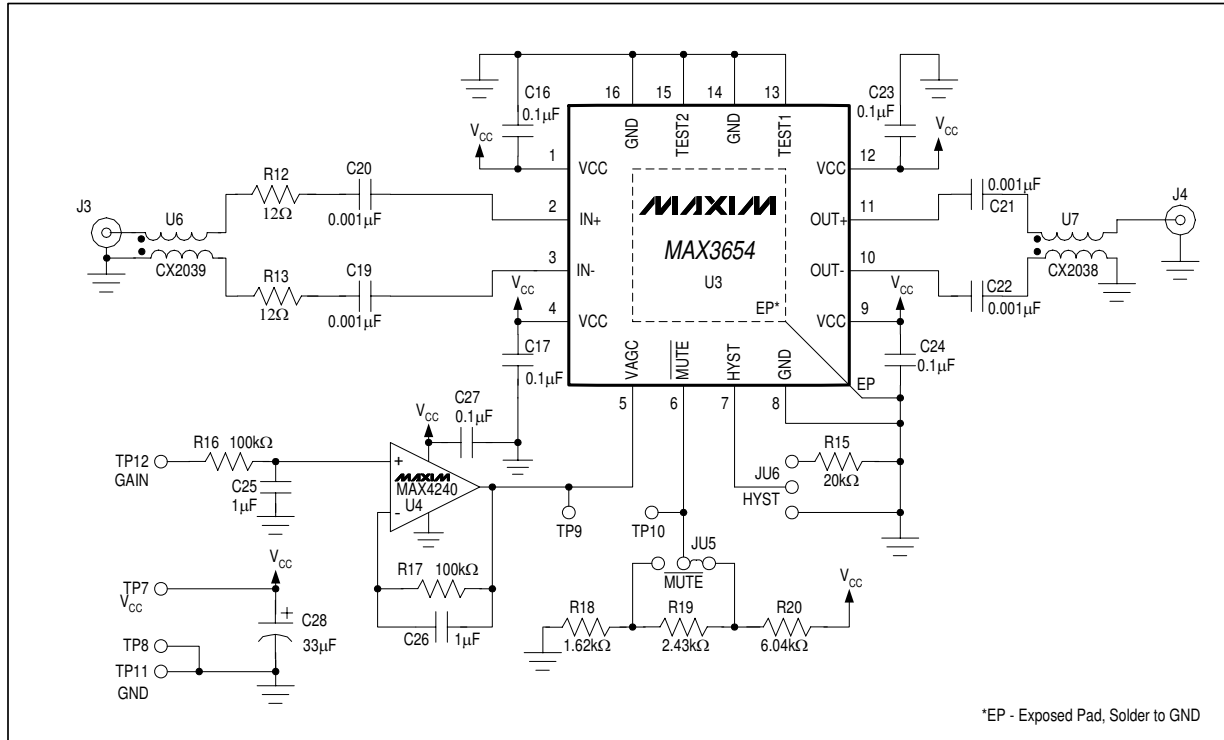 C16
0.1µF
16
15
14
13
C23
0.1µF
GND
TEST2
GND
TEST1
VCC
VCC
1
VCC
VCC
12
R12
12Ω
C20
0.001µF
2
IN+
MAXIM
MAX3654
U3
OUT+
11
0.001µF
C21
J3
U6
CX2039
U7
CX2038
J4
R13
12Ω
C19
0.001µF
3
IN-
OUT-
10
C22
0.001µF
VCC
4
VCC
EP*
VCC
9
VCC
C17
0.1µF
VAGC
MUTE
HYST
GND
EP
C24
0.1µF
5
6
7
8
VCC
C27
0.1µF
TP12
GAIN
R16
100kΩ
C25
1µF
+
MAXIM
MAX4240
U4
-
TP9
TP10
JU6
HYST
R15
20kΩ
JU5
MUTE
R17
100kΩ
C26
1µF
TP7
VCC
VCC
+
C28
33µF
TP8
TP11
GND
R18
1.62kΩ
R19
2.43kΩ
R20
6.04kΩ
VCC
*EP - Exposed Pad, Solder to GND